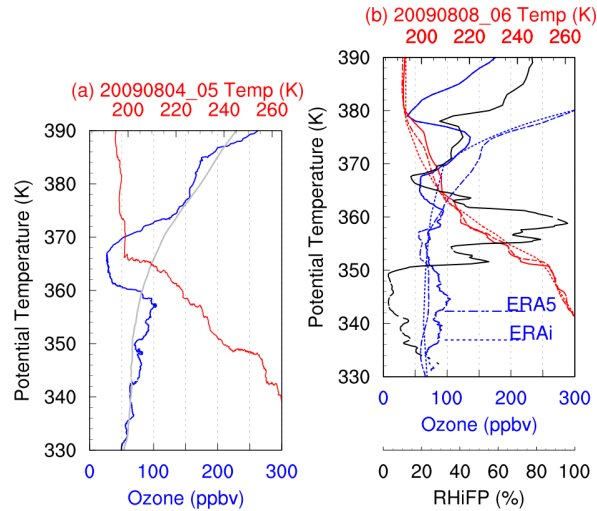 (b) 20090808_06 Temp (K)
200 220 240 260
(a) 20090804_05 Temp (K)
200 220 240 260
390
380
370
360
350
340
330
Potential Temperature (K)
390
380
370
360
350
340
330
Potential Temperature (K)
ERA5
ERAi
0 100 200 300
Ozone (ppbv)
0 100 200 300
Ozone (ppbv)
0 20 40 60 80 100
RHiFP (%)